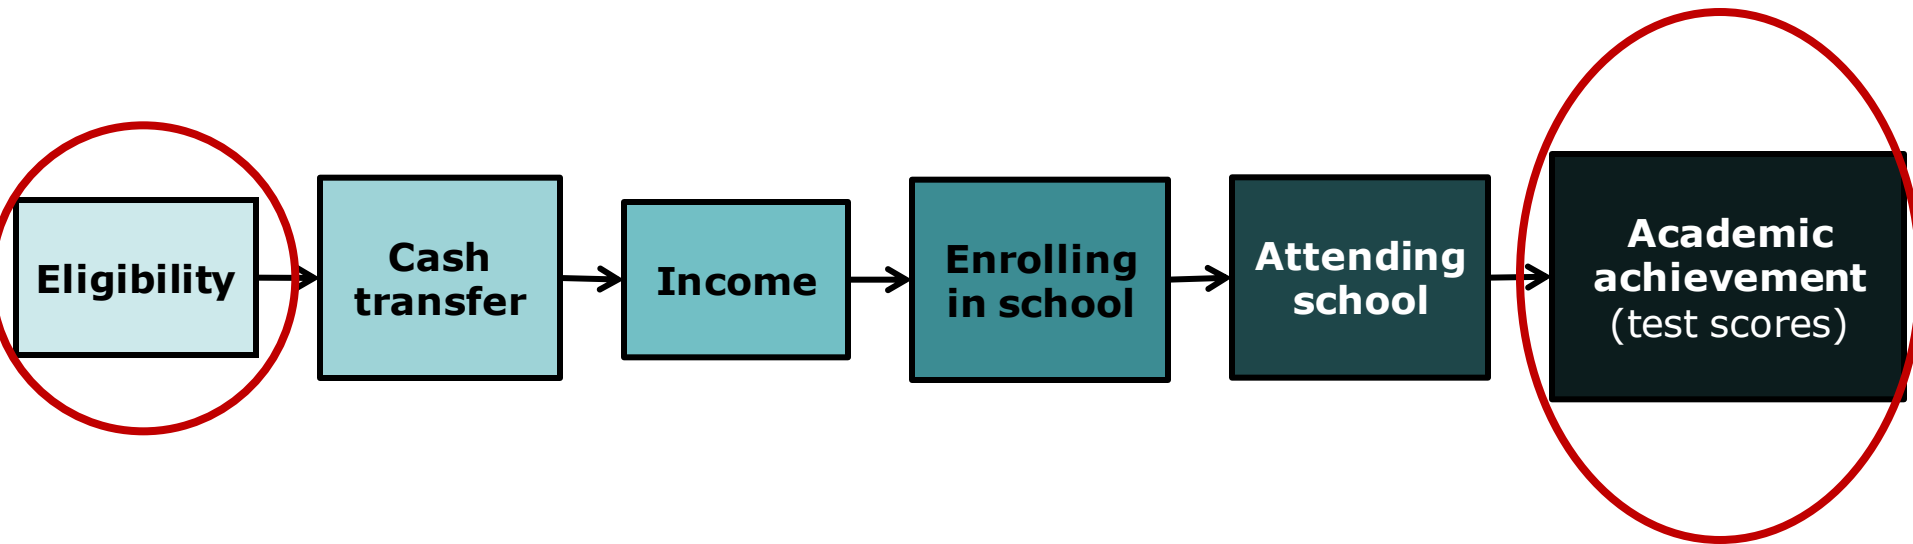 Eligibility
Cash
transfer
Income
Enrolling
in school
Attending
school
Academic
achievement
(test scores)